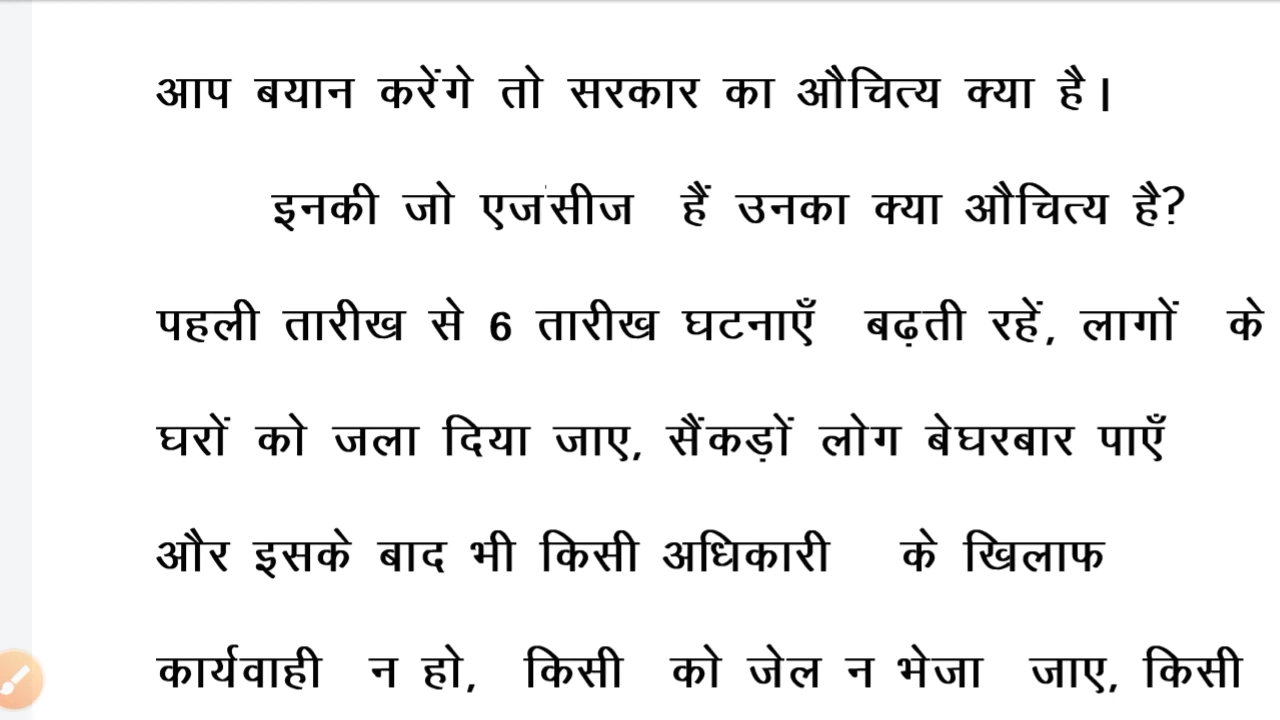 आप बयान करेंगे तो सरकार का औचित्य क्या है।
इनकी जो एजंसीज हैं उनका क्या औचित्य है?
पहली तारीख से 6 तारीख घटनाएँ बढ़ती रहें, लागों के
घरों को जला दिया जाए, सैंकड़ों लोग बेघरबार पाएँ
और इसके बाद भी किसी अधिकारी के खिलाफ
कार्यवाही न हो, किसी को जेल न भेजा जाए, किसी